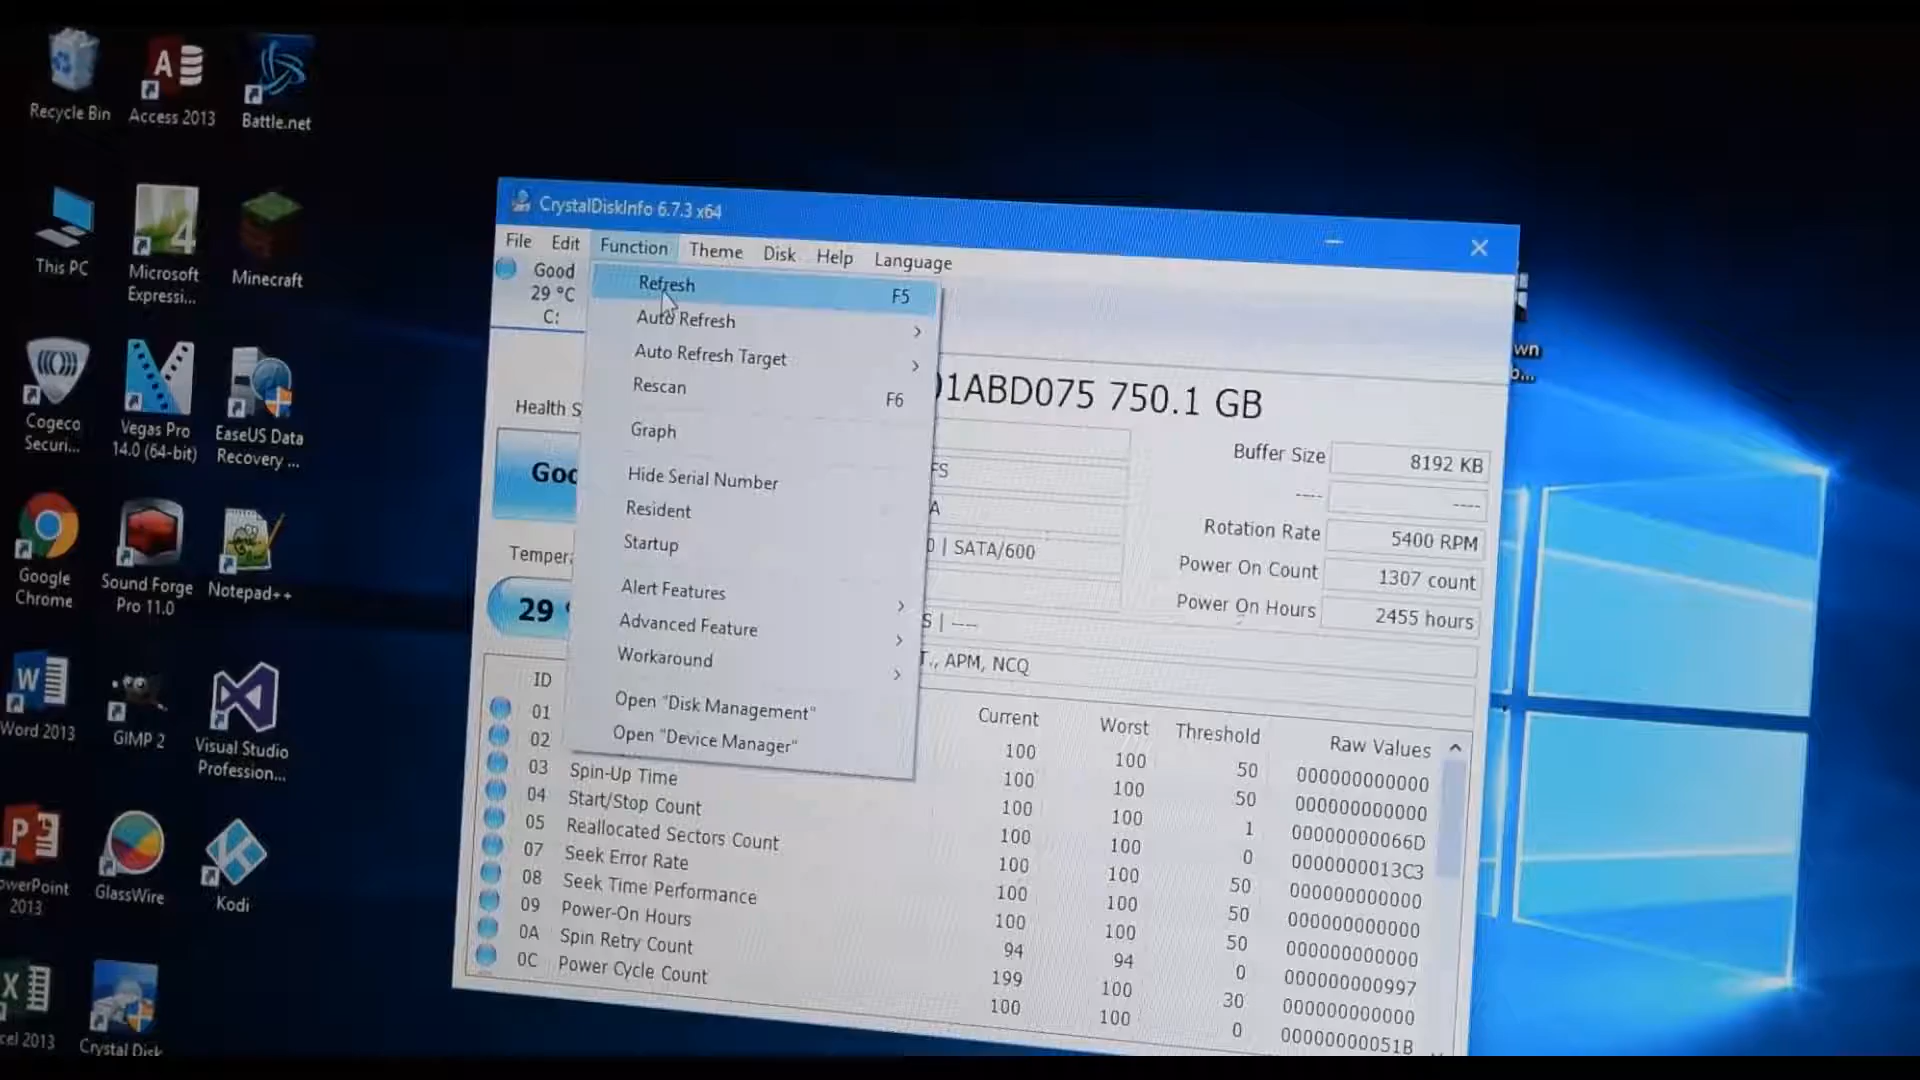 Recycle Bin
Access 2013
Battle.net
This PC
Microsoft
Expressi...
Minecraft
Cogeco
Securi...
Vegas Pro
14.0 (64-bit)
EaseUS Data
Recovery ...
Google
Chrome
Sound Forge
Pro 11.0
Notepad++
Word 2013
GIMP 2
Visual Studio
Profession...
owerPoint
2013
GlassWire
Kodi
cel 2013
Crystal Disk
CrystalDiskInfo 6.7.3 x64
File Edit Function Theme Disk Help Language
Good
29 °C
C:
Refresh F5
Auto Refresh
Auto Refresh Target
Rescan F6
Graph
Hide Serial Number
Resident
Startup
Alert Features
Advanced Feature
Workaround
Open "Disk Management"
Open "Device Manager"
01ABD075 750.1 GB
Health S
Goo
Tempera
29 °
FS
A
0 | SATA/600
S | ----
T., APM, NCQ
Buffer Size 8192 KB
---- ----
Rotation Rate 5400 RPM
Power On Count 1307 count
Power On Hours 2455 hours
ID Current Worst Threshold Raw Values
01 100 100 50 000000000000
02 100 100 50 000000000000
03 Spin-Up Time 100 100 1 00000000066D
04 Start/Stop Count 100 100 0 0000000013C3
05 Reallocated Sectors Count 100 100 50 000000000000
07 Seek Error Rate 100 100 50 000000000000
08 Seek Time Performance 100 100 50 000000000000
09 Power-On Hours 94 94 0 000000000997
0A Spin Retry Count 199 100 30 000000000000
0C Power Cycle Count 100 100 0 00000000051B
wn